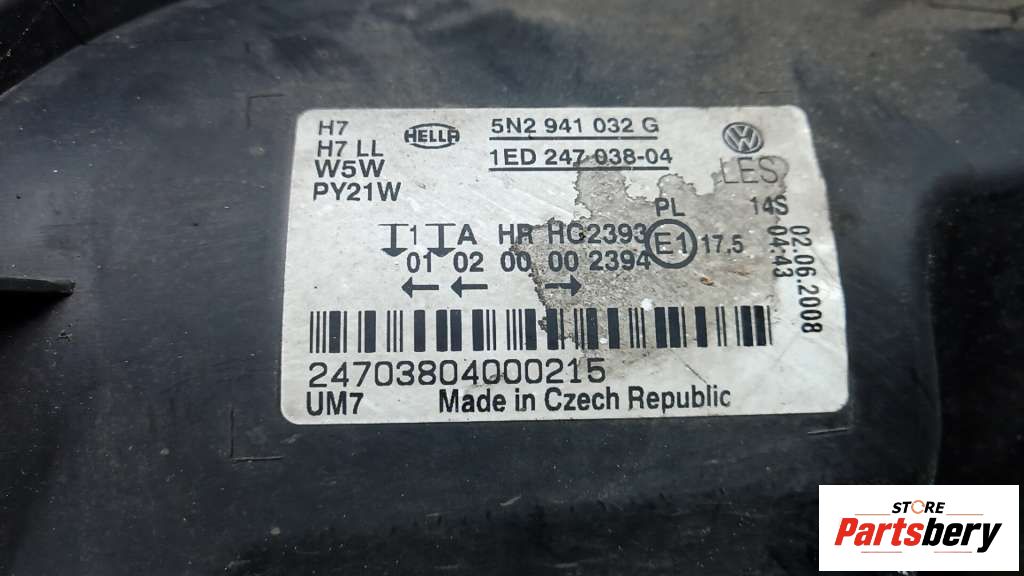 H7
H7 LL
W5W
PY21W
HELLA
5N2 941 032 G
1ED 247 038-04
LES
PL
14S
1 A HR HC2393
01 02 00 00 2394
E1 17,5
02.06.2008
04:43
24703804000215
UM7 Made in Czech Republic
STORE
Partsbery